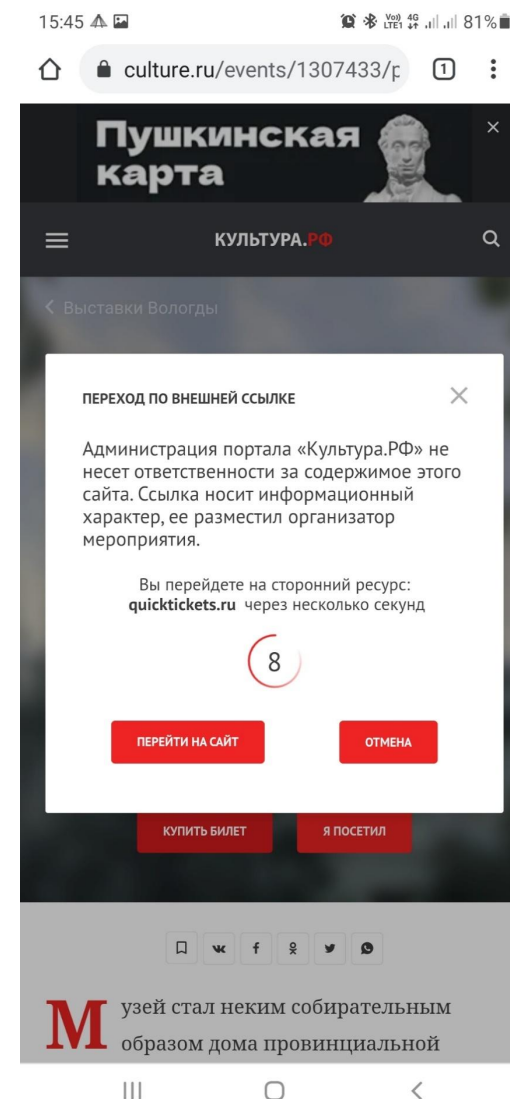 15:45 Vo)) LTE1 4G 81%
culture.ru/events/1307433/р 1
Пушкинская
карта
КУЛЬТУРА.РФ
Выставки Вологды
ПЕРЕХОД ПО ВНЕШНЕЙ ССЫЛКЕ
Администрация портала «Культура.РФ» не
несет ответственности за содержимое этого
сайта. Ссылка носит информационный
характер, ее разместил организатор
мероприятия.
Вы перейдете на сторонний ресурс:
quicktickets.ru через несколько секунд
8
ПЕРЕЙТИ НА САЙТ ОТМЕНА
КУПИТЬ БИЛЕТ Я ПОСЕТИЛ
Музей стал неким собирательным
образом дома провинциальной